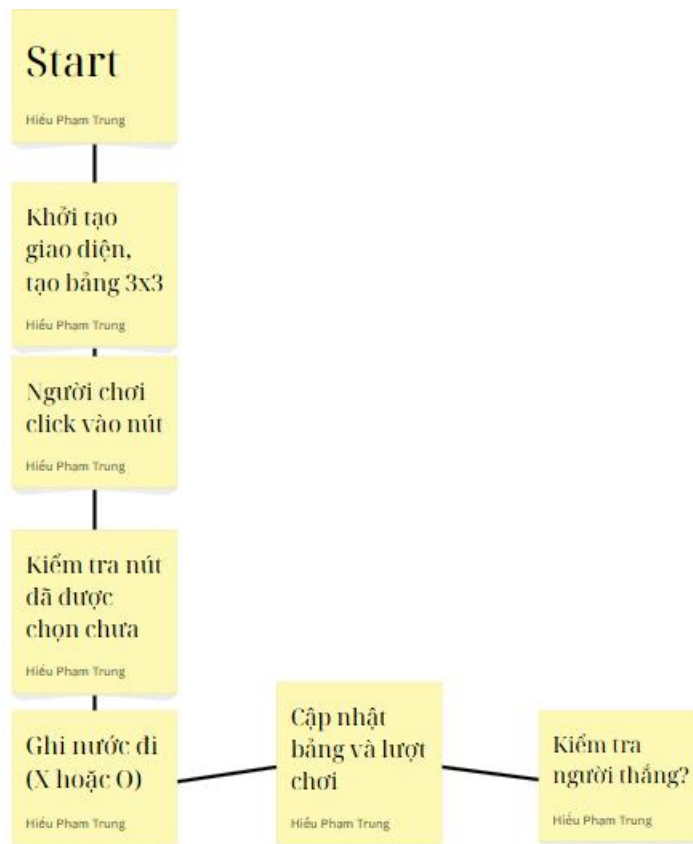 Start
Hiếu Phạm Trung
Khởi tạo
giao diện,
tạo bảng 3x3
Hiếu Phạm Trung
Người chơi
click vào nút
Hiếu Phạm Trung
Kiểm tra nút
đã được
chọn chưa
Hiếu Phạm Trung
Ghi nước đi
(X hoặc O)
Hiếu Phạm Trung
Cập nhật
bảng và lượt
chơi
Hiếu Phạm Trung
Kiểm tra
người thắng?
Hiếu Phạm Trung